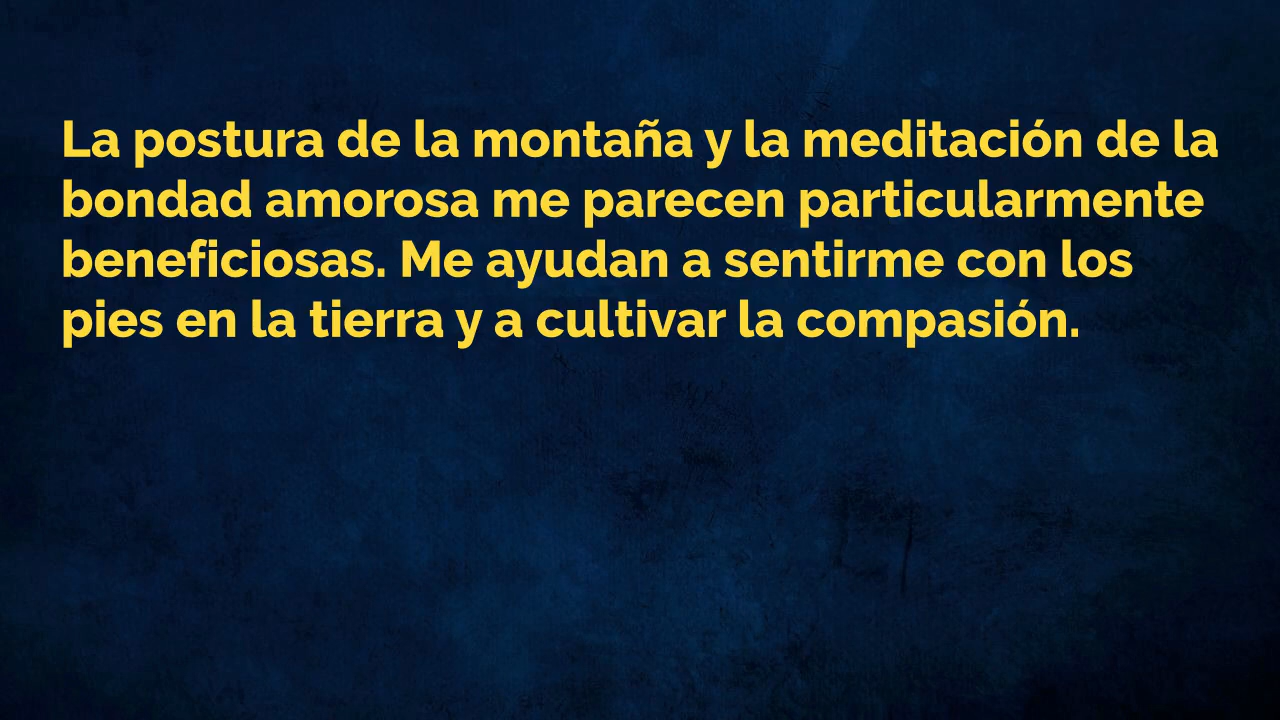 La postura de la montaña y la meditación de la
bondad amorosa me parecen particularmente
beneficiosas. Me ayudan a sentirme con los
pies en la tierra y a cultivar la compasión.